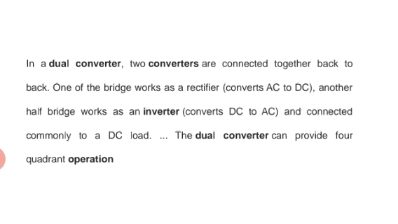 In a dual converter, two converters are connected together back to
back. One of the bridge works as a rectifier (converts AC to DC), another
half bridge works as an inverter (converts DC to AC) and connected
commonly to a DC load. ... The dual converter can provide four
quadrant operation